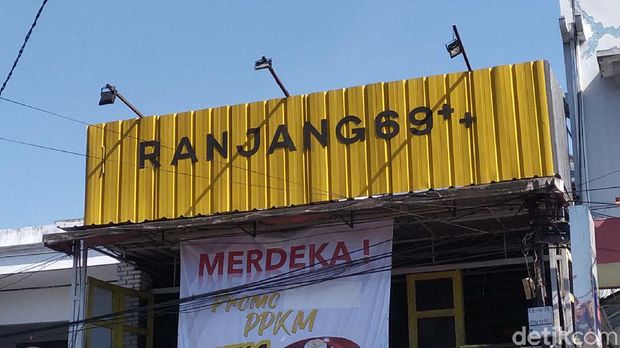 RANJANG69++
MERDEKA !
Promo
PPKM
detikcom